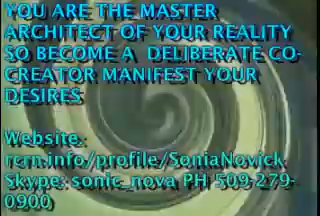 YOU ARE THE MASTER
ARCHITECT OF YOUR REALITY
SO BECOME A DELIBERATE CO-
CREATOR MANIFEST YOUR
DESIRES
Website:
rcrn.info/profile/SoniaNovick
Skype: sonic_nova PH 509-279-
0900